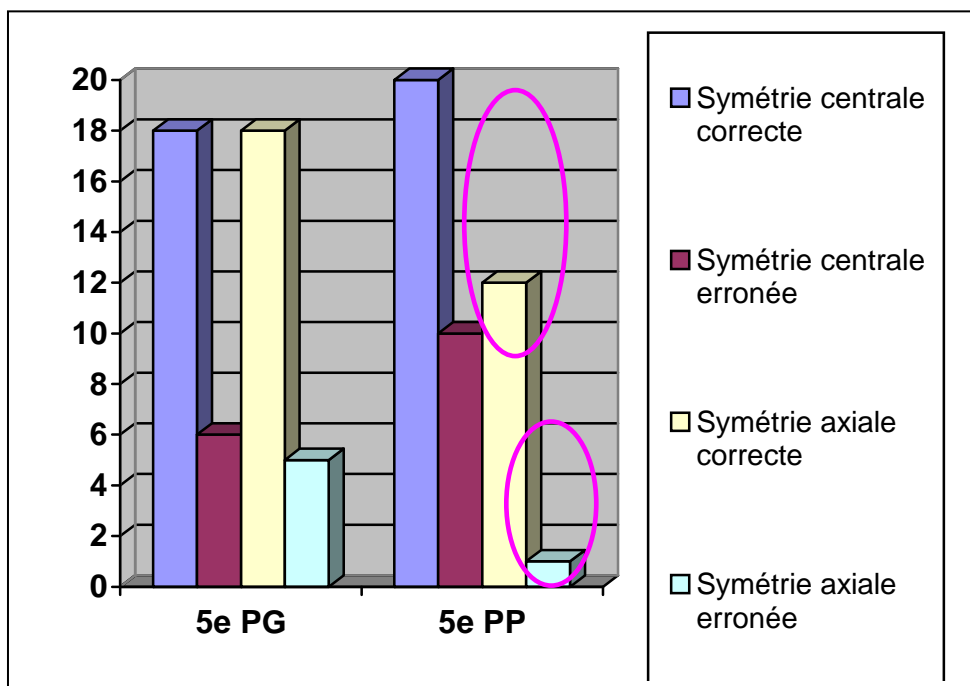 20
18
16
14
12
10
8
6
4
2
0
5e PG
5e PP
Symétrie centrale
correcte
Symétrie centrale
erronée
Symétrie axiale
correcte
Symétrie axiale
erronée